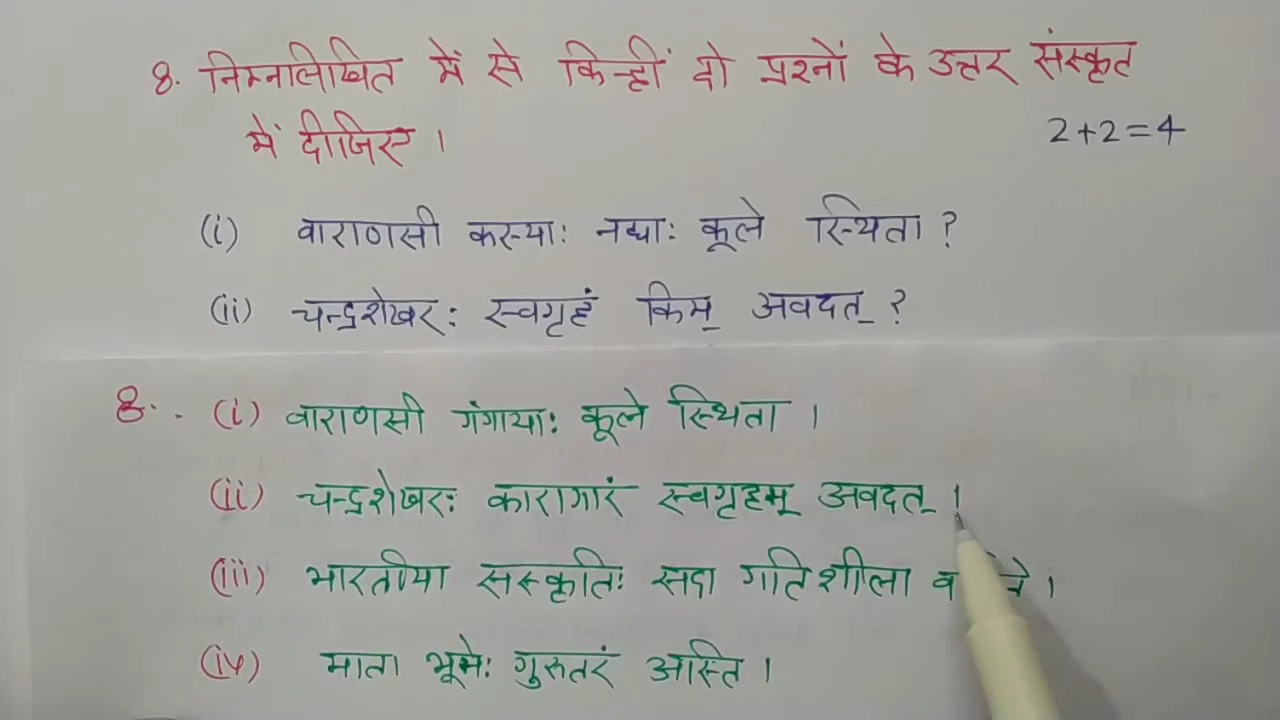 8. निम्नलिखित में से किन्हीं दो प्रश्नों के उत्तर संस्कृत
में दीजिए ।
2+2=4
(i) वाराणसी कस्याः नद्याः कूले स्थिता ?
(ii) चन्द्रशेखरः स्वगृहं किम् अवदत् ?
8. (i) वाराणसी गंगायाः कूले स्थिता ।
(ii) चन्द्रशेखरः कारागारं स्वगृहम् अवदत् ।
(iii) भारतीया सस्कृतिः सदा गतिशीला ।
(iv) माता भूमेः गुरुतरं अस्ति ।